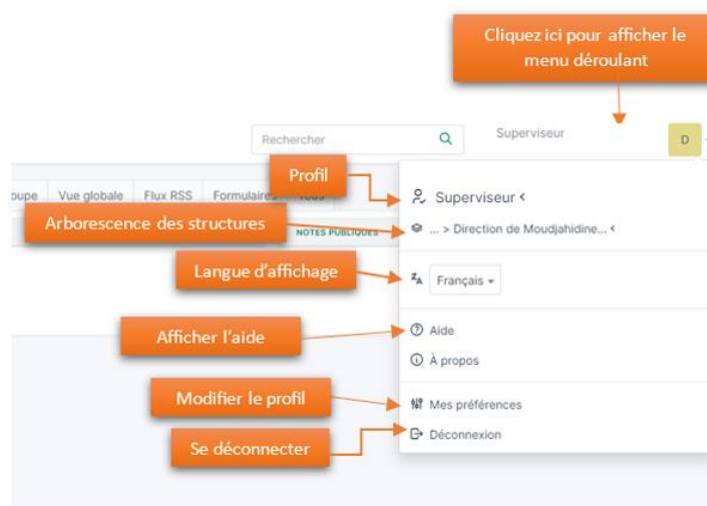 Cliquez ici pour afficher le
menu déroulant
Rechercher
Superviseur
D
Profil
Superviseur <
Vue globale
Flux RSS
Formulaires
Arborescence des structures
NOTES PUBLIQUES
... > Direction de Moudjahidine... <
Langue d'affichage
Français
Afficher l'aide
Aide
À propos
Modifier le profil
Mes préférences
Se déconnecter
Déconnexion